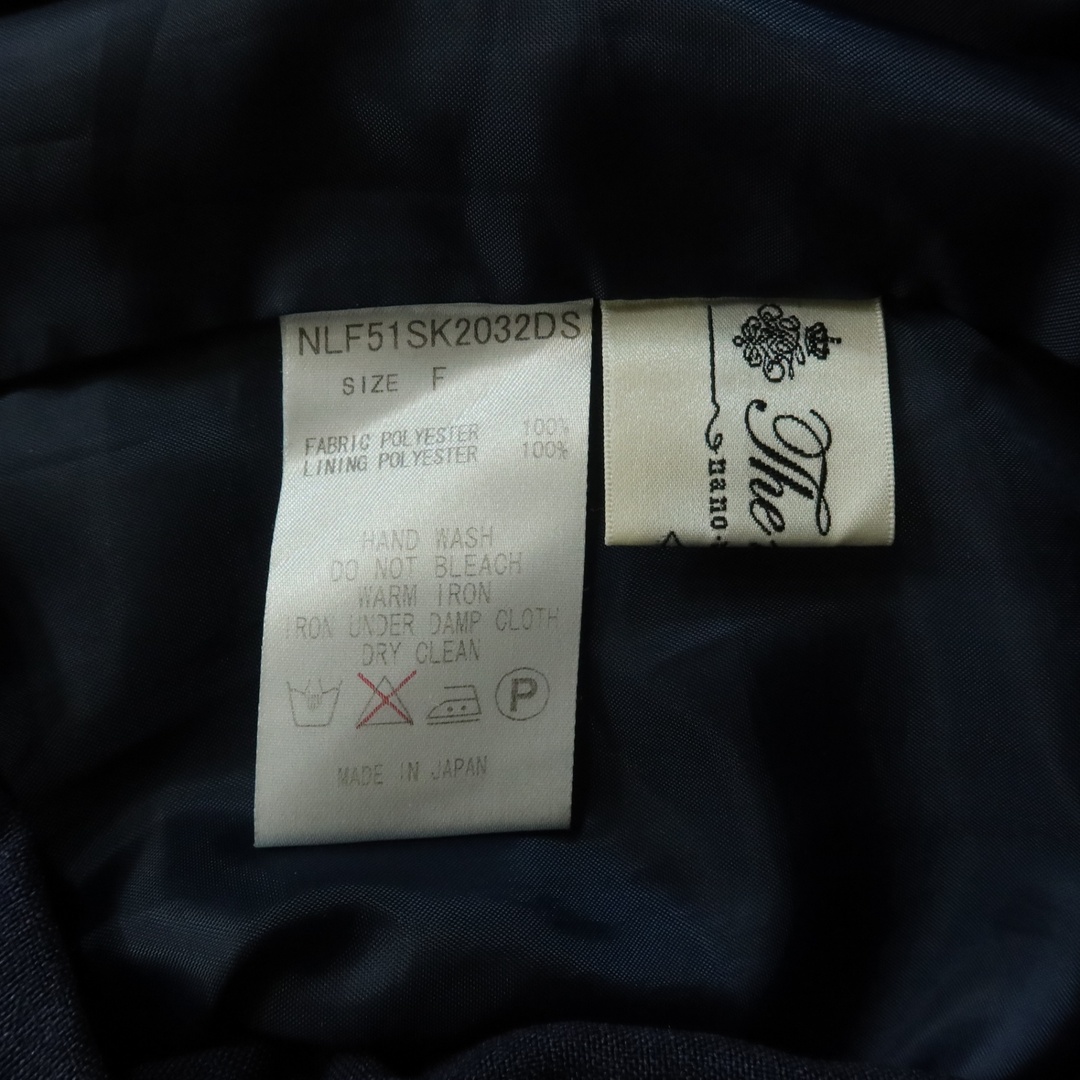 NLF51SK2032DS
SIZE F
FABRIC POLYESTER 100%
LINING POLYESTER 100%
HAND WASH
DO NOT BLEACH
WARM IRON
IRON UNDER DAMP CLOTH
DRY CLEAN
P
MADE IN JAPAN
The
nano